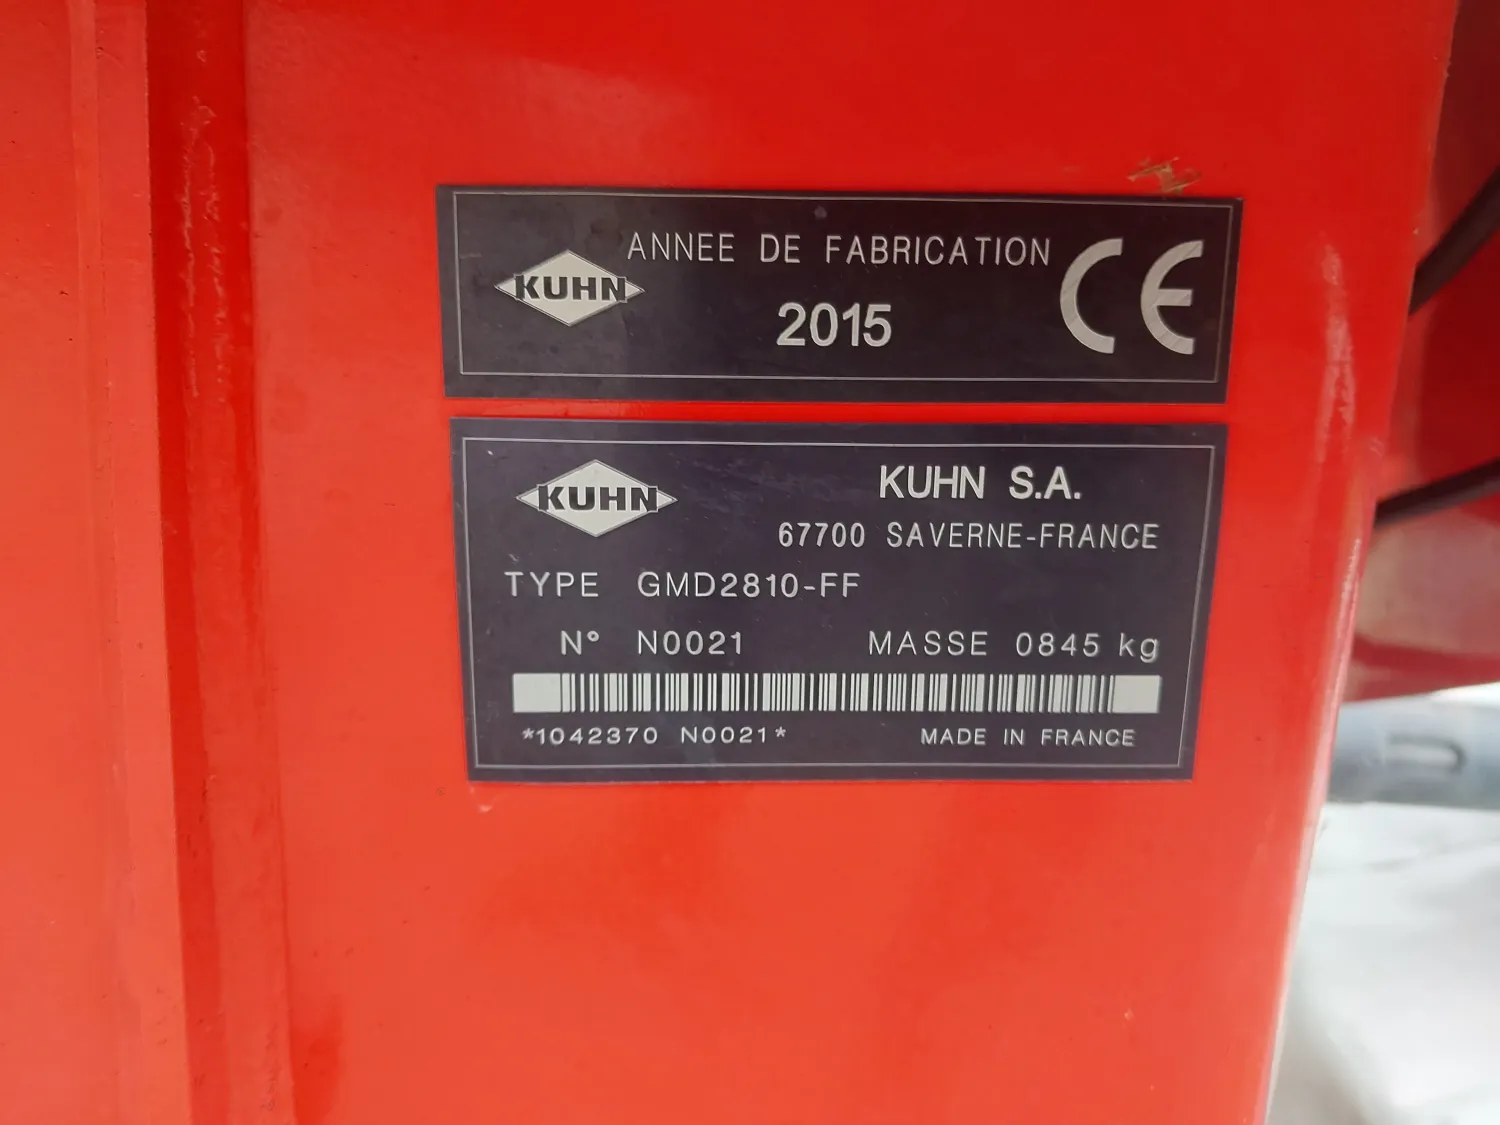 KUHN
ANNEE DE FABRICATION
2015
CE
KUHN
KUHN S.A.
67700 SAVERNE-FRANCE
TYPE GMD2810-FF
N° N0021 MASSE 0845 kg
*1042370 N0021* MADE IN FRANCE